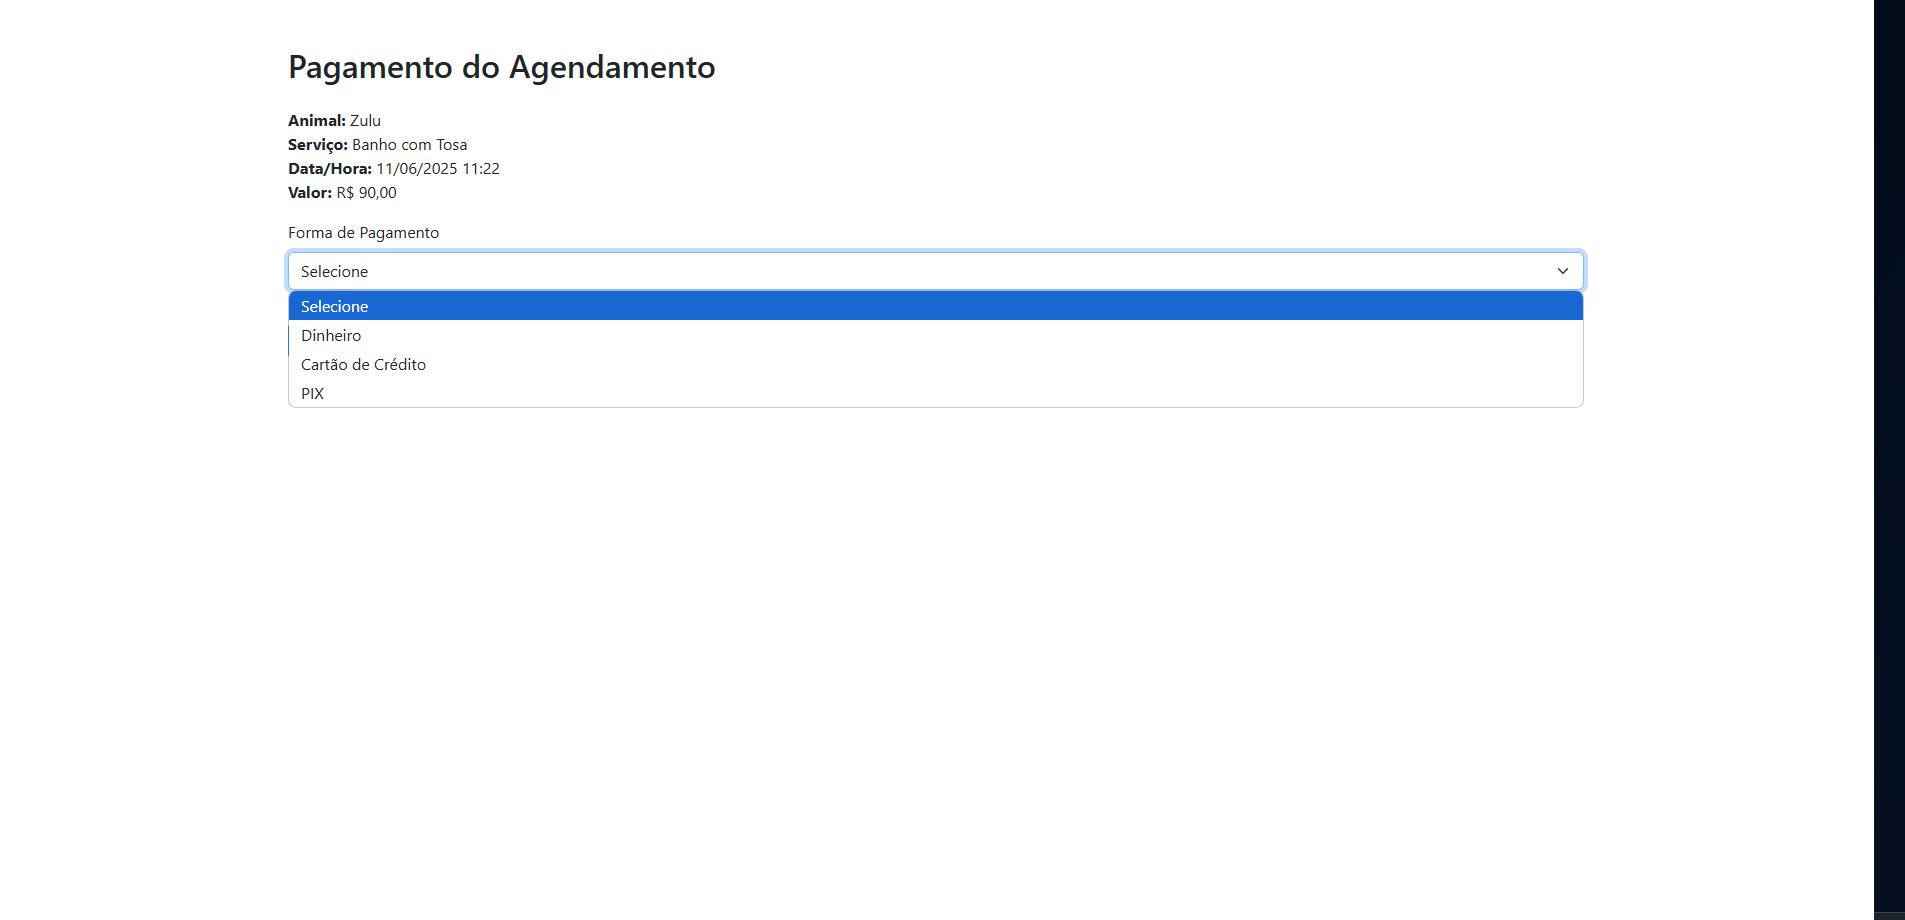 Pagamento do Agendamento
Animal: Zulu
Serviço: Banho com Tosa
Data/Hora: 11/06/2025 11:22
Valor: R$ 90,00
Forma de Pagamento
Selecione
Selecione
Dinheiro
Cartão de Crédito
PIX